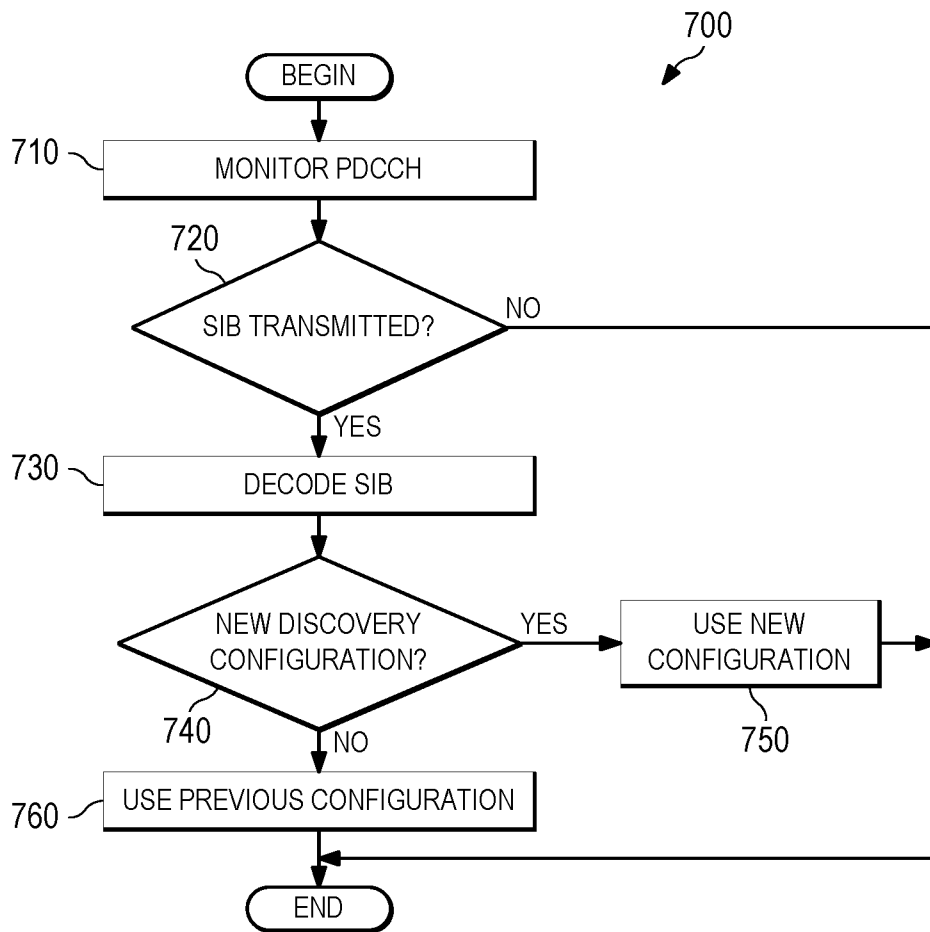 700
BEGIN
710
MONITOR PDCCH
720
SIB TRANSMITTED?
NO
YES
730
DECODE SIB
NEW DISCOVERY
CONFIGURATION?
YES
USE NEW
CONFIGURATION
740
750
NO
760
USE PREVIOUS CONFIGURATION
END